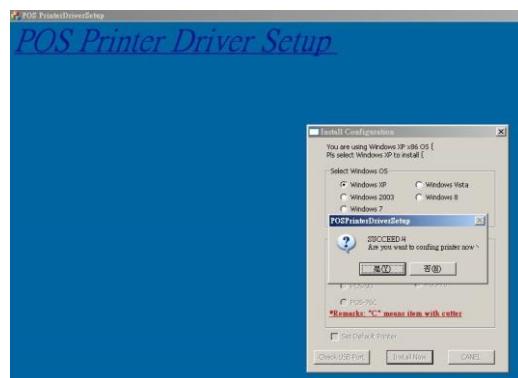 POS PrinterDriverSetup
POS Printer Driver Setup
Install Configuration
You are using Windows XP x86 OS [
Pls select Windows XP to install [
Select Windows OS
Windows XP
Windows Vista
Windows 2003
Windows 8
Windows 7
POSPrinterDriverSetup
SUCCEED
Are you want to config printer now
是(Y)
否(N)
POS-76C
*Remarks: "C" means item with cutter
Set Default Printer
Check USB Port
Install Now
CANEL